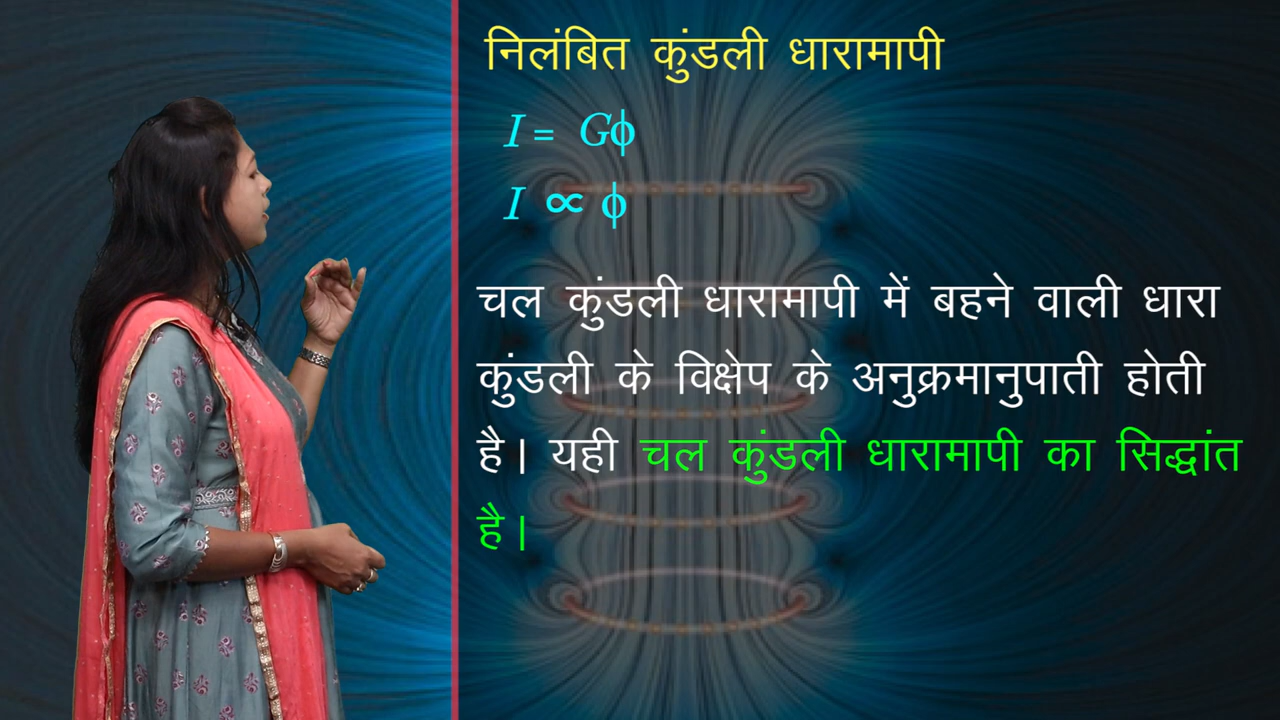 निलंबित कुंडली धारामापी
I = Gϕ
I ∝ ϕ
चल कुंडली धारामापी में बहने वाली धारा
कुंडली के विक्षेप के अनुक्रमानुपाती होती
है। यही चल कुंडली धारामापी का सिद्धांत
है।